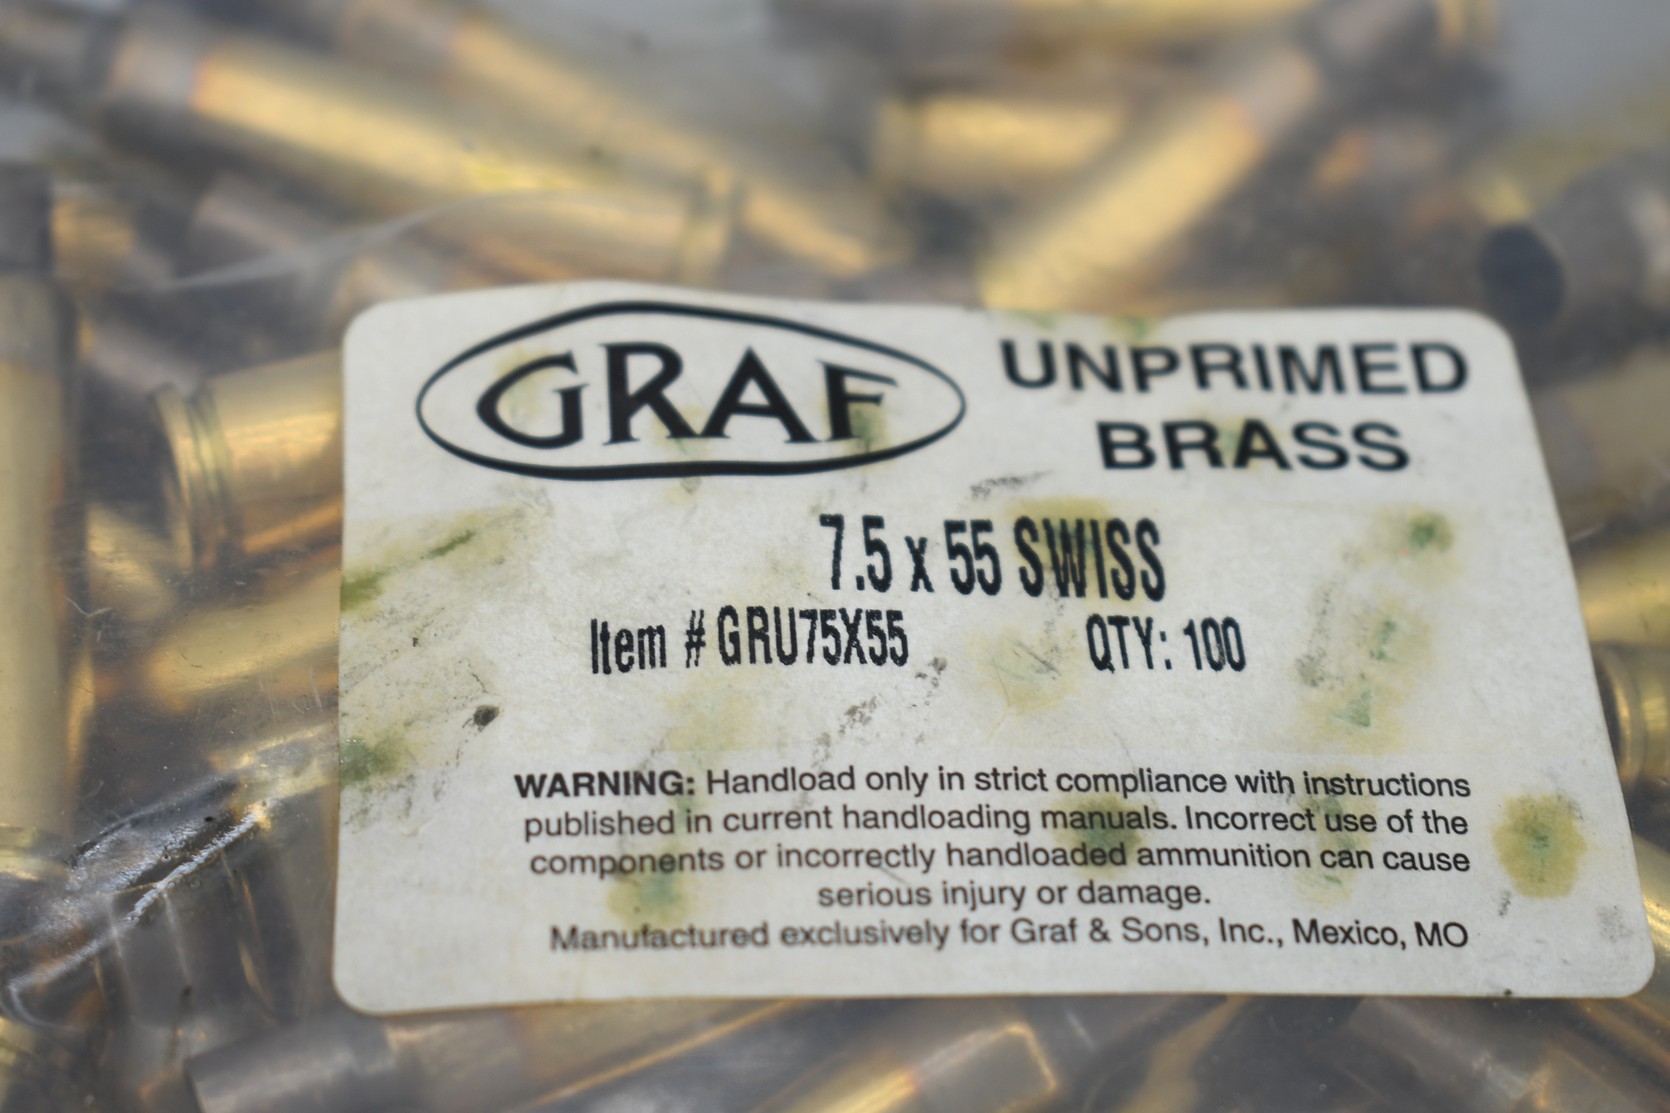 GRAF
UNPRIMED
BRASS
7.5 x 55 SWISS
Item # GRU75X55 QTY: 100
WARNING: Handload only in strict compliance with instructions
published in current handloading manuals. Incorrect use of the
components or incorrectly handloaded ammunition can cause
serious injury or damage.
Manufactured exclusively for Graf & Sons, Inc., Mexico, MO